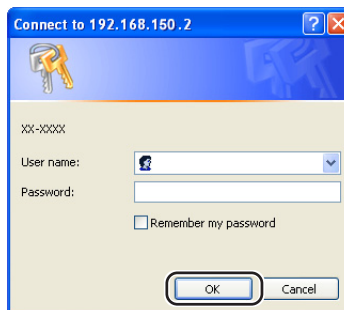 Connect to 192.168.150.2
XX-XXXX
User name:
Password:
Remember my password
OK
Cancel